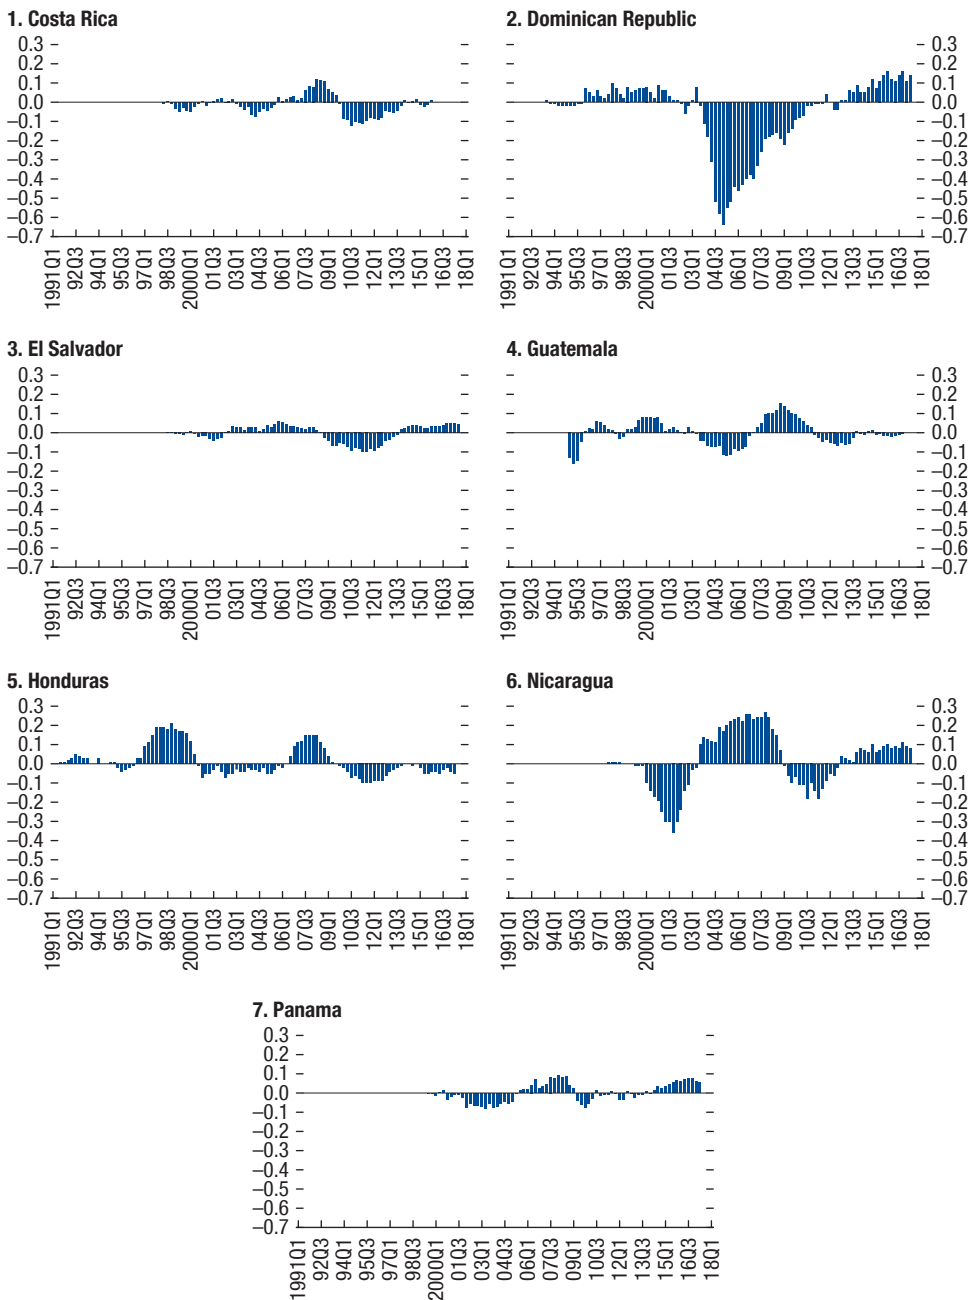 1. Costa Rica
0.3
0.2
0.1
0.0
–0.1
–0.2
–0.3
–0.4
–0.5
–0.6
–0.7
1991Q1
92Q3
94Q1
95Q3
97Q1
98Q3
2000Q1
01Q3
03Q1
04Q3
06Q1
07Q3
09Q1
10Q3
12Q1
13Q3
15Q1
16Q3
18Q1
2. Dominican Republic
0.3
0.2
0.1
0.0
–0.1
–0.2
–0.3
–0.4
–0.5
–0.6
–0.7
1991Q1
92Q3
94Q1
95Q3
97Q1
98Q3
2000Q1
01Q3
03Q1
04Q3
06Q1
07Q3
09Q1
10Q3
12Q1
13Q3
15Q1
16Q3
18Q1
3. El Salvador
0.3
0.2
0.1
0.0
–0.1
–0.2
–0.3
–0.4
–0.5
–0.6
–0.7
1991Q1
92Q3
94Q1
95Q3
97Q1
98Q3
2000Q1
01Q3
03Q1
04Q3
06Q1
07Q3
09Q1
10Q3
12Q1
13Q3
15Q1
16Q3
18Q1
4. Guatemala
0.3
0.2
0.1
0.0
–0.1
–0.2
–0.3
–0.4
–0.5
–0.6
–0.7
1991Q1
92Q3
94Q1
95Q3
97Q1
98Q3
2000Q1
01Q3
03Q1
04Q3
06Q1
07Q3
09Q1
10Q3
12Q1
13Q3
15Q1
16Q3
18Q1
5. Honduras
0.3
0.2
0.1
0.0
–0.1
–0.2
–0.3
–0.4
–0.5
–0.6
–0.7
1991Q1
92Q3
94Q1
95Q3
97Q1
98Q3
2000Q1
01Q3
03Q1
04Q3
06Q1
07Q3
09Q1
10Q3
12Q1
13Q3
15Q1
16Q3
18Q1
6. Nicaragua
0.3
0.2
0.1
0.0
–0.1
–0.2
–0.3
–0.4
–0.5
–0.6
–0.7
1991Q1
92Q3
94Q1
95Q3
97Q1
98Q3
2000Q1
01Q3
03Q1
04Q3
06Q1
07Q3
09Q1
10Q3
12Q1
13Q3
15Q1
16Q3
18Q1
7. Panama
0.3
0.2
0.1
0.0
–0.1
–0.2
–0.3
–0.4
–0.5
–0.6
–0.7
1991Q1
92Q3
94Q1
95Q3
97Q1
98Q3
2000Q1
01Q3
03Q1
04Q3
06Q1
07Q3
09Q1
10Q3
12Q1
13Q3
15Q1
16Q3
18Q1